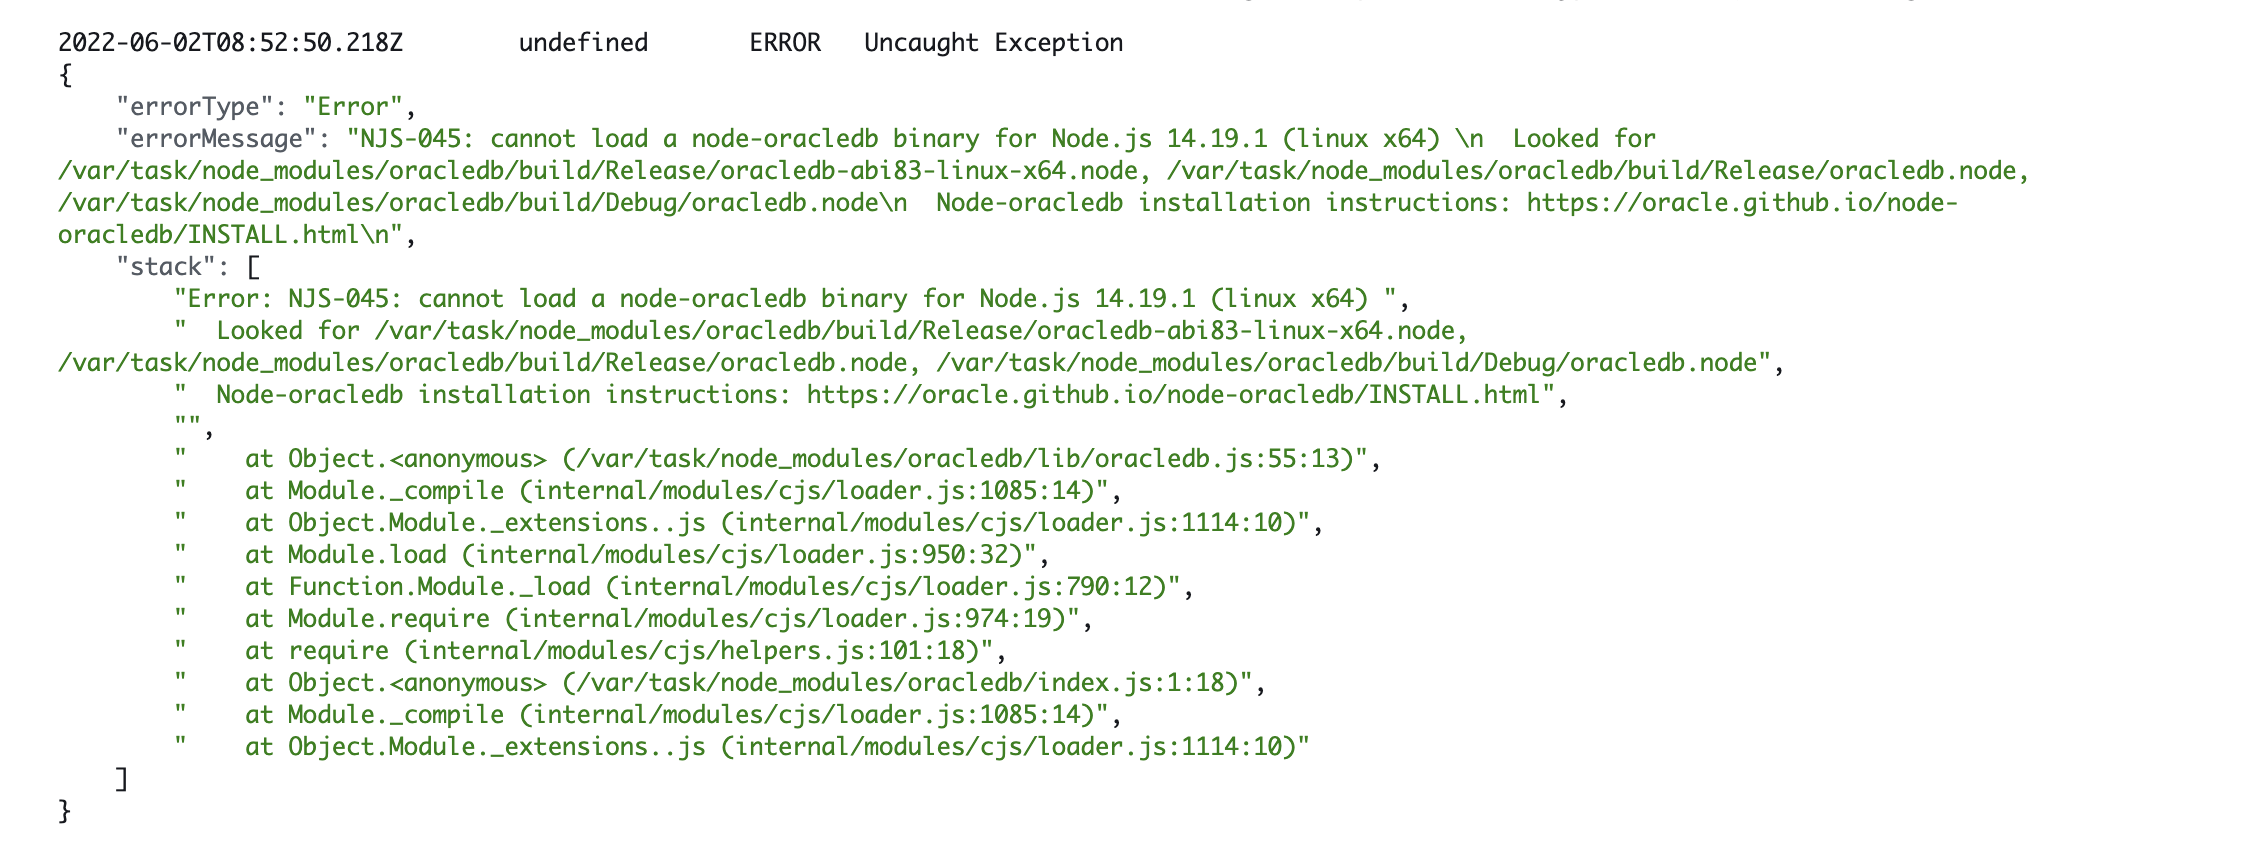 2022-06-02T08:52:50.218Z undefined ERROR Uncaught Exception
{
"errorType": "Error",
"errorMessage": "NJS-045: cannot load a node-oracledb binary for Node.js 14.19.1 (linux x64) \n  Looked for
/var/task/node_modules/oracledb/build/Release/oracledb-abi83-linux-x64.node, /var/task/node_modules/oracledb/build/Release/oracledb.node,
/var/task/node_modules/oracledb/build/Debug/oracledb.node\n  Node-oracledb installation instructions: https://oracle.github.io/node-
oracledb/INSTALL.html\n",
"stack": [
"Error: NJS-045: cannot load a node-oracledb binary for Node.js 14.19.1 (linux x64) ",
"  Looked for /var/task/node_modules/oracledb/build/Release/oracledb-abi83-linux-x64.node,
/var/task/node_modules/oracledb/build/Release/oracledb.node, /var/task/node_modules/oracledb/build/Debug/oracledb.node",
"  Node-oracledb installation instructions: https://oracle.github.io/node-oracledb/INSTALL.html",
"",
"    at Object.<anonymous> (/var/task/node_modules/oracledb/lib/oracledb.js:55:13)",
"    at Module._compile (internal/modules/cjs/loader.js:1085:14)",
"    at Object.Module._extensions..js (internal/modules/cjs/loader.js:1114:10)",
"    at Module.load (internal/modules/cjs/loader.js:950:32)",
"    at Function.Module._load (internal/modules/cjs/loader.js:790:12)",
"    at Module.require (internal/modules/cjs/loader.js:974:19)",
"    at require (internal/modules/cjs/helpers.js:101:18)",
"    at Object.<anonymous> (/var/task/node_modules/oracledb/index.js:1:18)",
"    at Module._compile (internal/modules/cjs/loader.js:1085:14)",
"    at Object.Module._extensions..js (internal/modules/cjs/loader.js:1114:10)"
]
}